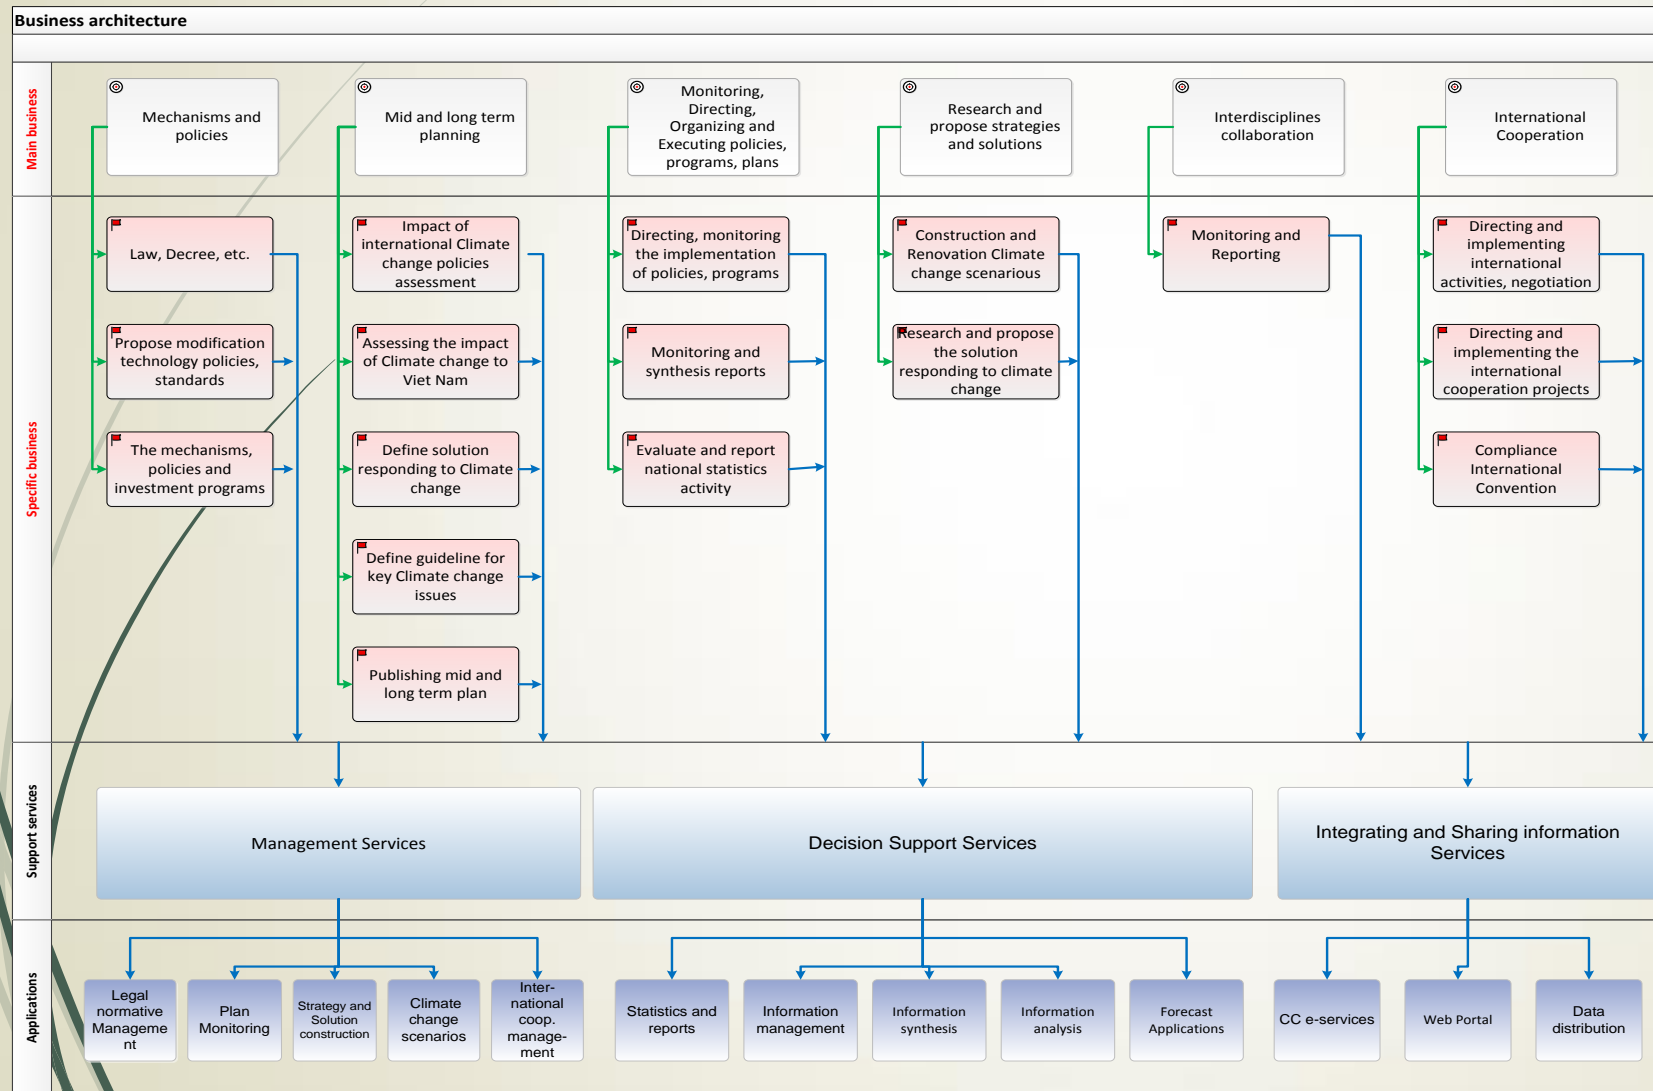 Business architecture
Main business
Mechanisms and
policies
Mid and long term
planning
Monitoring,
Directing,
Organizing and
Executing policies,
programs, plans
Research and
propose strategies
and solutions
Interdisciplines
collaboration
International
Cooperation
Specific business
Law, Decree, etc.
Propose modification
technology policies,
standards
The mechanisms,
policies and
investment programs
Impact of
international Climate
change policies
assessment
Assessing the impact
of Climate change to
Viet Nam
Define solution
responding to Climate
change
Define guideline for
key Climate change
issues
Publishing mid and
long term plan
Directing, monitoring
the implementation
of policies, programs
Monitoring and
synthesis reports
Evaluate and report
national statistics
activity
Construction and
Renovation Climate
change scenarious
Research and propose
the solution
responding to climate
change
Monitoring and
Reporting
Directing and
implementing
international
activities, negotiation
Directing and
implementing the
international
cooperation projects
Compliance
International
Convention
Support services
Management Services
Decision Support Services
Integrating and Sharing information
Services
Applications
Legal
normative
Manageme
nt
Plan
Monitoring
Strategy and
Solution
construction
Climate
change
scenarios
Inter-
national
coop.
manage-
ment
Statistics and
reports
Information
management
Information
synthesis
Information
analysis
Forecast
Applications
CC e-services
Web Portal
Data
distribution